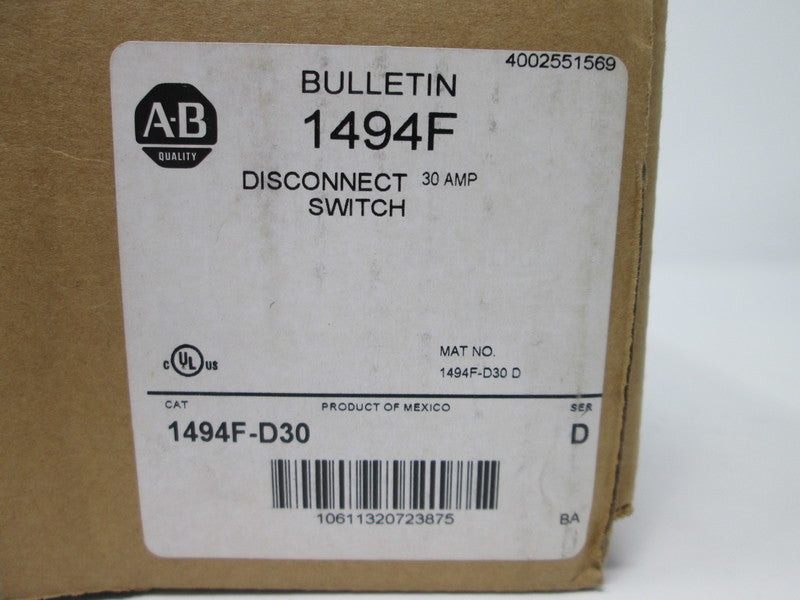 4002551569
BULLETIN
A-B
QUALITY
1494F
DISCONNECT 30 AMP
SWITCH
c UL us
MAT NO.
1494F-D30 D
CAT PRODUCT OF MEXICO SER
1494F-D30 D
10611320723875 BA